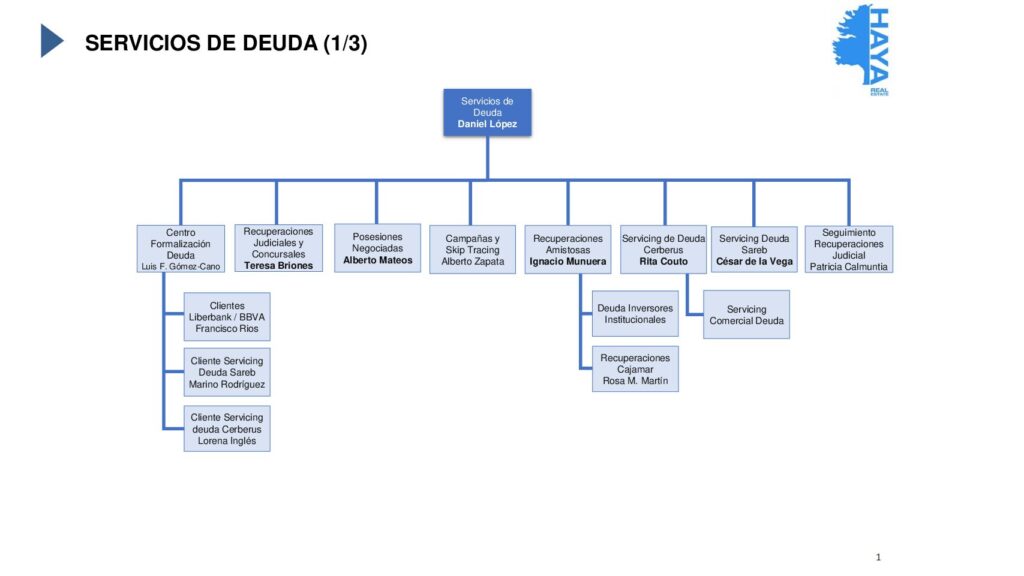 SERVICIOS DE DEUDA (1/3)
HAYA
REAL
ESTATE
Servicios de
Deuda
Daniel López
Centro
Formalización
Deuda
Luis F. Gómez-Cano
Recuperaciones
Judiciales y
Concursales
Teresa Briones
Posesiones
Negociadas
Alberto Mateos
Campañas y
Skip Tracing
Alberto Zapata
Recuperaciones
Amistosas
Ignacio Munuera
Servicing de Deuda
Cerberus
Rita Couto
Servicing Deuda
Sareb
César de la Vega
Seguimiento
Recuperaciones
Judicial
Patricia Calmuntia
Clientes
Liberbank / BBVA
Francisco Rios
Cliente Servicing
Deuda Sareb
Marino Rodríguez
Cliente Servicing
deuda Cerberus
Lorena Inglés
Deuda Inversores
Institucionales
Recuperaciones
Cajamar
Rosa M. Martín
Servicing
Comercial Deuda
1